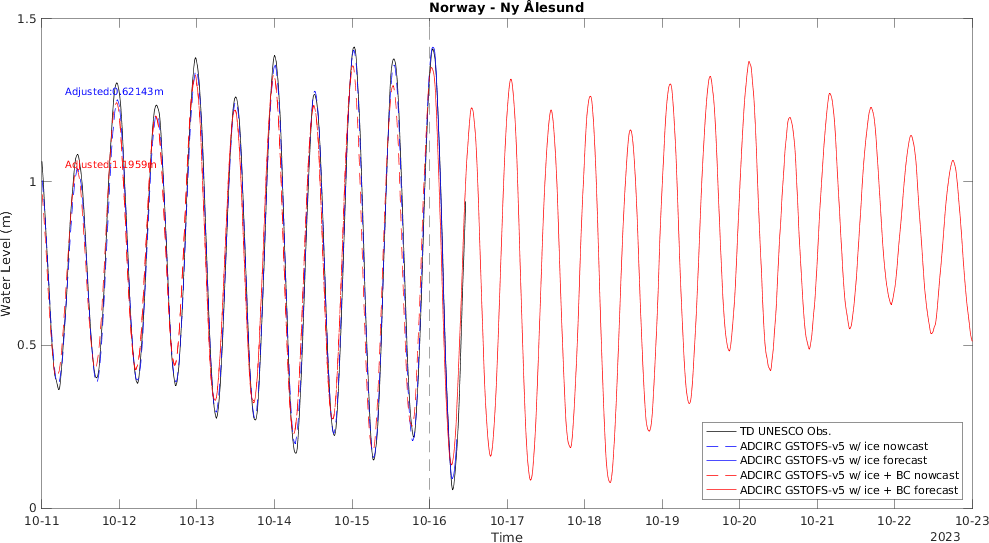 Norway - Ny Ålesund
1.5
1
0.5
0
Water Level (m)
Adjusted:0.62143m
Adjusted:1.1959m
TD UNESCO Obs.
ADCIRC GSTOFS-v5 w/ ice nowcast
ADCIRC GSTOFS-v5 w/ ice forecast
ADCIRC GSTOFS-v5 w/ ice + BC nowcast
ADCIRC GSTOFS-v5 w/ ice + BC forecast
10-11 10-12 10-13 10-14 10-15 10-16 10-17 10-18 10-19 10-20 10-21 10-22 10-23
Time
2023